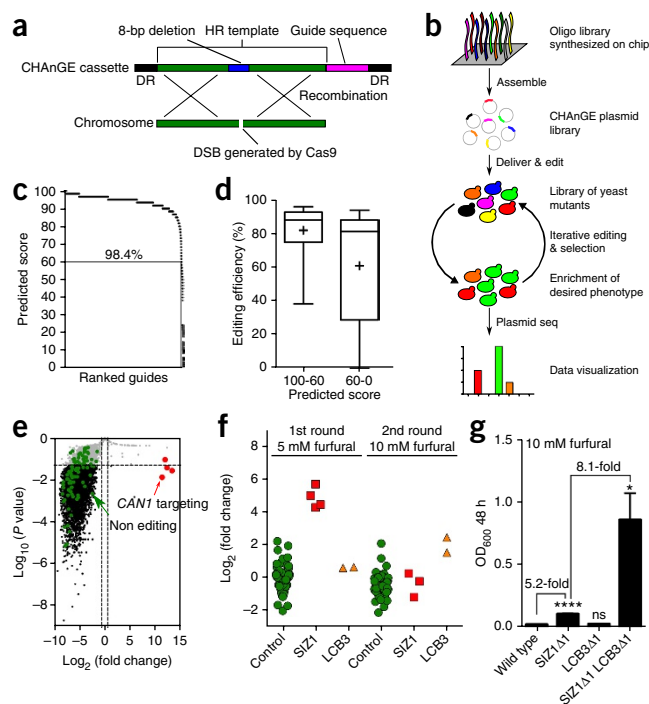 a
8-bp deletion HR template Guide sequence
CHAnGE cassette
DR DR
Recombination
Chromosome
DSB generated by Cas9
b
Oligo library
synthesized on chip
Assemble
CHAnGE plasmid
library
Deliver & edit
Library of yeast
mutants
Iterative editing
& selection
Enrichment of
desired phenotype
Plasmid seq
Data visualization
c
Predicted score
100
90
80
70
60
50
40
30
20
10
0
98.4%
Ranked guides
d
Editing efficiency (%)
100
80
60
40
20
0
100-60 60-0
Predicted score
e
Log10 (P value)
0
−2
−4
−6
−8
CAN1 targeting
Non editing
−10 −5 0 5 10 15
Log2 (fold change)
f
1st round 2nd round
5 mM furfural 10 mM furfural
Log2 (fold change)
8
6
4
2
0
−2
Control SIZ1 LCB3 Control SIZ1 LCB3
g
10 mM furfural
OD600 48 h
1.5
1.0
0.5
0.0
8.1-fold
*
5.2-fold
****
ns
Wild type SIZ1Δ1 LCB3Δ1 SIZ1Δ1 LCB3Δ1